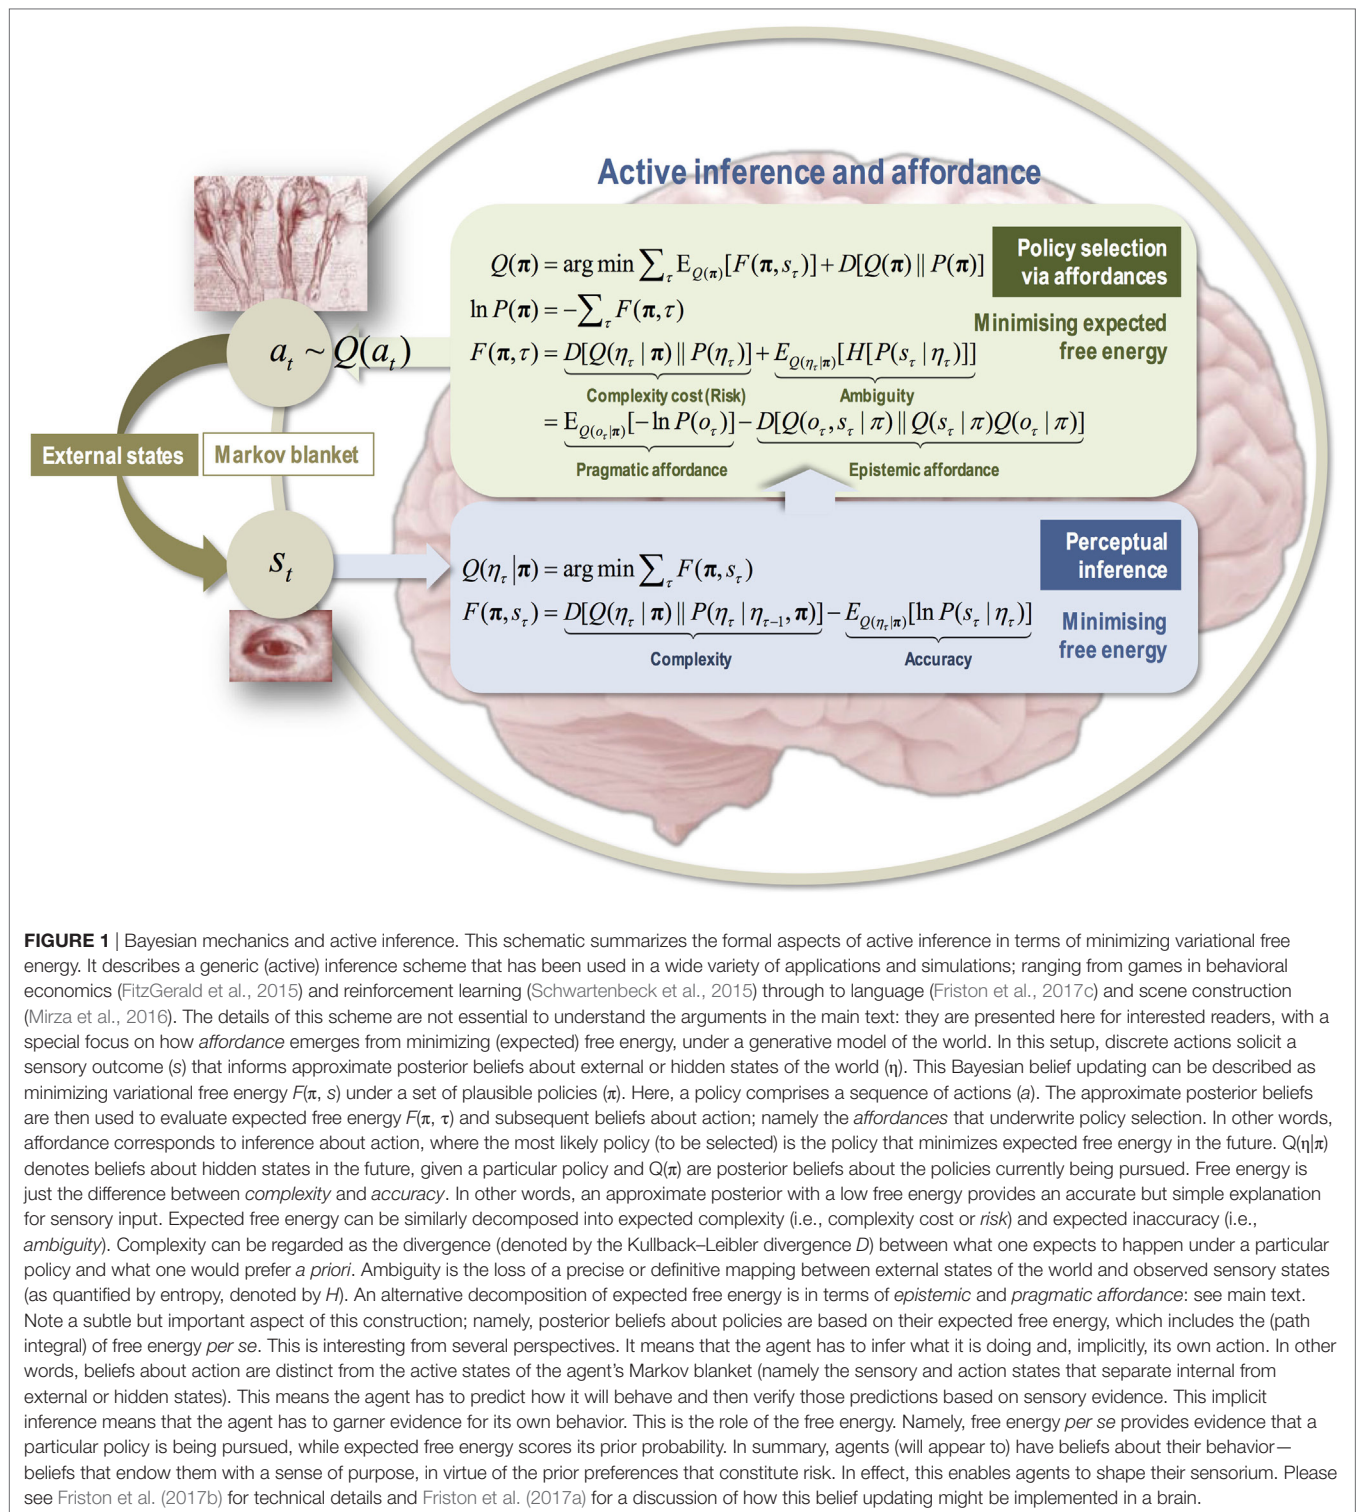 Active inference and affordance
Q(π) = arg min ∑τ E_Q(π)[F(π, sτ)] + D[Q(π) || P(π)]
Policy selection
via affordances
ln P(π) = −∑τ F(π, τ)
Minimising expected
free energy
F(π, τ) = D[Q(ητ | π) || P(ητ)] + E_Q(ητ|π)[H[P(sτ | ητ)]]
Complexity cost (Risk) Ambiguity
= E_Q(oτ|π)[−ln P(oτ)] − D[Q(oτ, sτ | π) || Q(sτ | π)Q(oτ | π)]
Pragmatic affordance Epistemic affordance
a_t ~ Q(a_t)
External states
Markov blanket
s_t
Perceptual
inference
Q(ητ | π) = arg min ∑τ F(π, sτ)
F(π, sτ) = D[Q(ητ | π) || P(ητ | ητ−1, π)] − E_Q(ητ|π)[ln P(sτ | ητ)]
Minimising
free energy
Complexity Accuracy
FIGURE 1 | Bayesian mechanics and active inference. This schematic summarizes the formal aspects of active inference in terms of minimizing variational free
energy. It describes a generic (active) inference scheme that has been used in a wide variety of applications and simulations; ranging from games in behavioral
economics (FitzGerald et al., 2015) and reinforcement learning (Schwartenbeck et al., 2015) through to language (Friston et al., 2017c) and scene construction
(Mirza et al., 2016). The details of this scheme are not essential to understand the arguments in the main text: they are presented here for interested readers, with a
special focus on how affordance emerges from minimizing (expected) free energy, under a generative model of the world. In this setup, discrete actions solicit a
sensory outcome (s) that informs approximate posterior beliefs about external or hidden states of the world (η). This Bayesian belief updating can be described as
minimizing variational free energy F(π, s) under a set of plausible policies (π). Here, a policy comprises a sequence of actions (a). The approximate posterior beliefs
are then used to evaluate expected free energy F(π, τ) and subsequent beliefs about action; namely the affordances that underwrite policy selection. In other words,
affordance corresponds to inference about action, where the most likely policy (to be selected) is the policy that minimizes expected free energy in the future. Q(η|π)
denotes beliefs about hidden states in the future, given a particular policy and Q(π) are posterior beliefs about the policies currently being pursued. Free energy is
just the difference between complexity and accuracy. In other words, an approximate posterior with a low free energy provides an accurate but simple explanation
for sensory input. Expected free energy can be similarly decomposed into expected complexity (i.e., complexity cost or risk) and expected inaccuracy (i.e.,
ambiguity). Complexity can be regarded as the divergence (denoted by the Kullback–Leibler divergence D) between what one expects to happen under a particular
policy and what one would prefer a priori. Ambiguity is the loss of a precise or definitive mapping between external states of the world and observed sensory states
(as quantified by entropy, denoted by H). An alternative decomposition of expected free energy is in terms of epistemic and pragmatic affordance: see main text.
Note a subtle but important aspect of this construction; namely, posterior beliefs about policies are based on their expected free energy, which includes the (path
integral) of free energy per se. This is interesting from several perspectives. It means that the agent has to infer what it is doing and, implicitly, its own action. In other
words, beliefs about action are distinct from the active states of the agent's Markov blanket (namely the sensory and action states that separate internal from
external or hidden states). This means the agent has to predict how it will behave and then verify those predictions based on sensory evidence. This implicit
inference means that the agent has to garner evidence for its own behavior. This is the role of the free energy. Namely, free energy per se provides evidence that a
particular policy is being pursued, while expected free energy scores its prior probability. In summary, agents (will appear to) have beliefs about their behavior—
beliefs that endow them with a sense of purpose, in virtue of the prior preferences that constitute risk. In effect, this enables agents to shape their sensorium. Please
see Friston et al. (2017b) for technical details and Friston et al. (2017a) for a discussion of how this belief updating might be implemented in a brain.